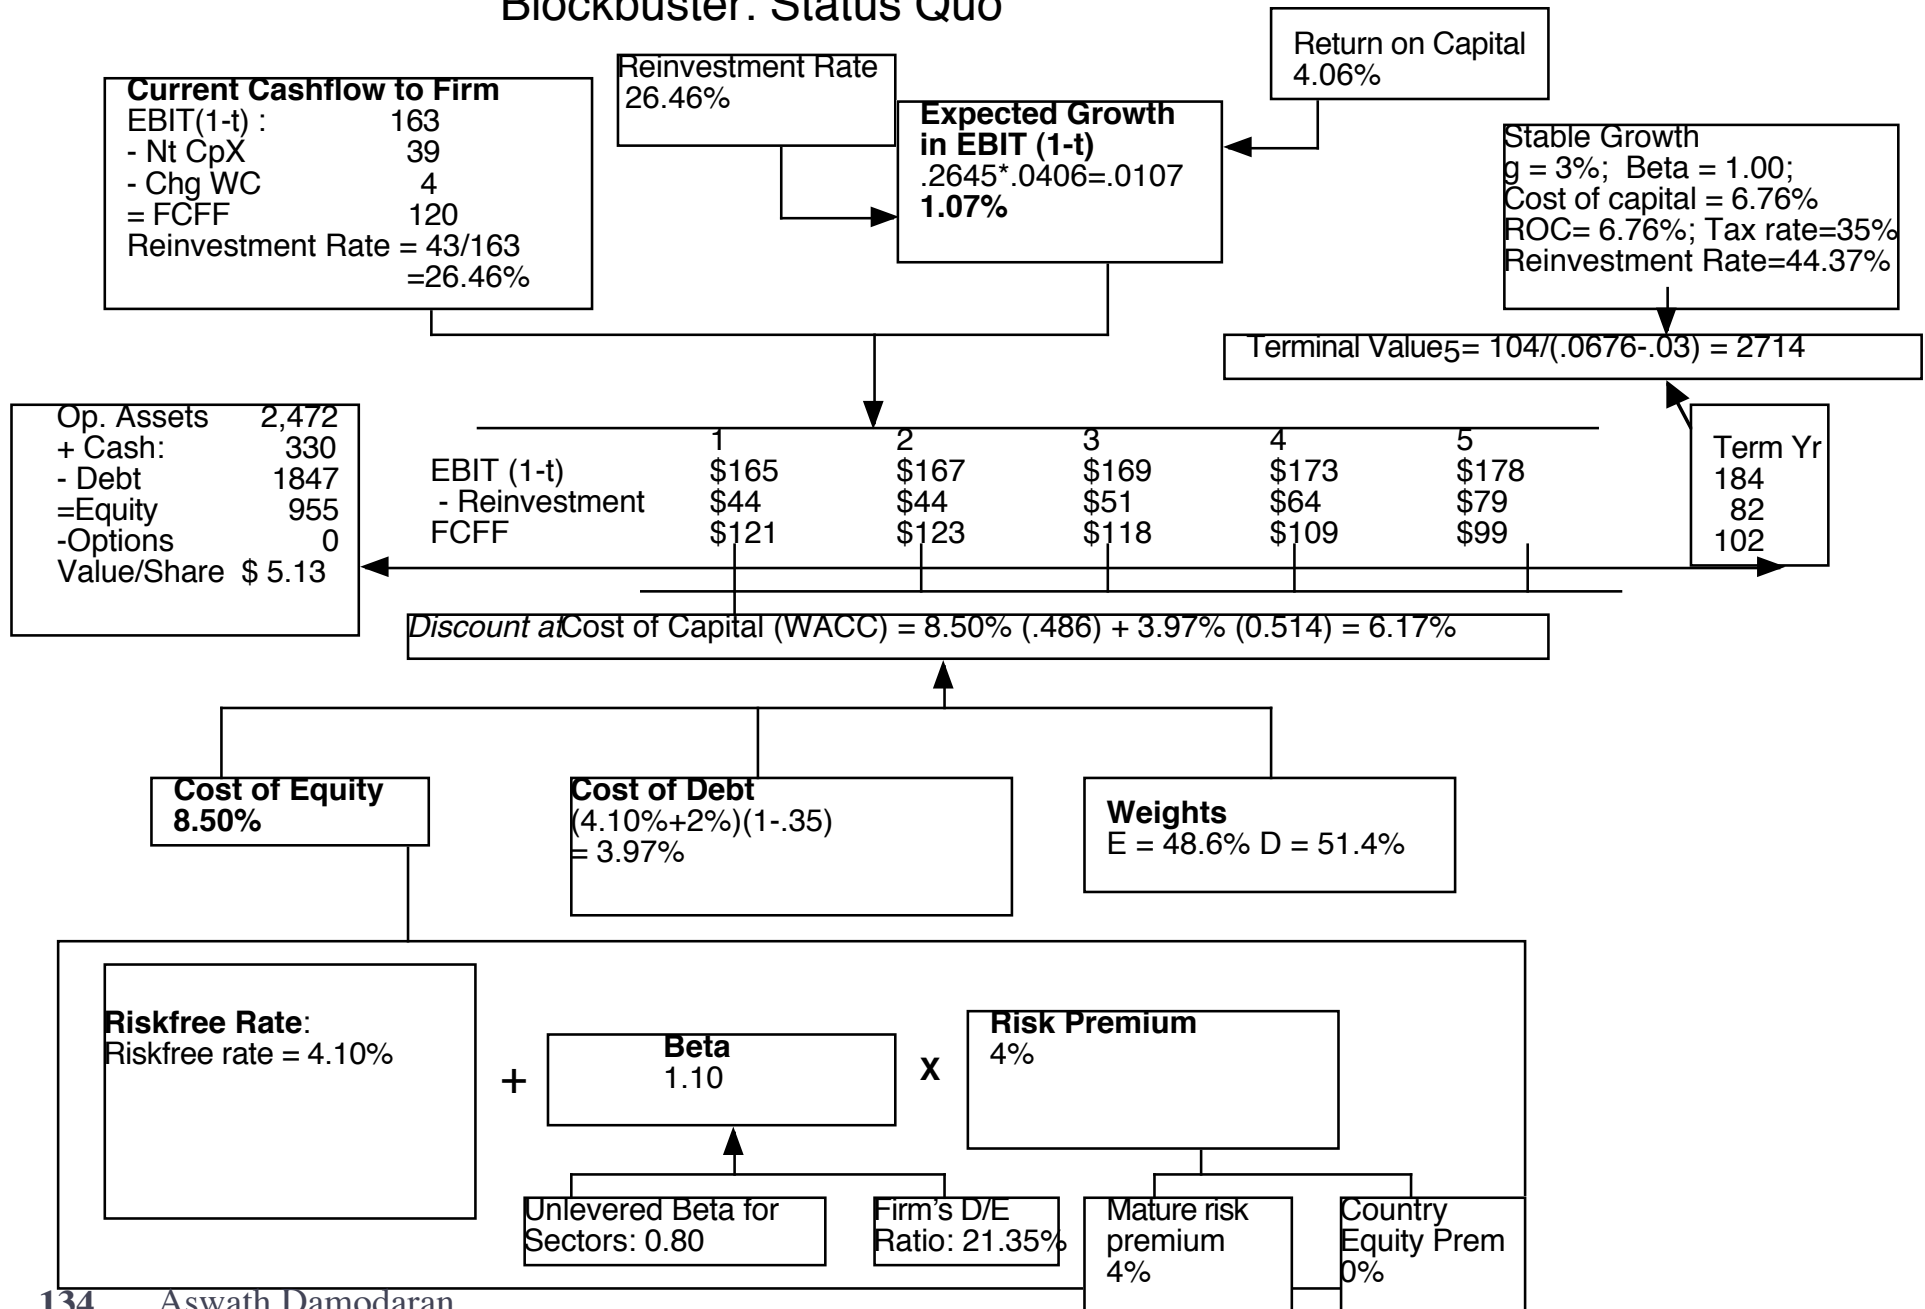 Blockbuster: Status Quo
Return on Capital
4.06%
Reinvestment Rate
26.46%
Current Cashflow to Firm
EBIT(1-t) : 163
- Nt CpX 39
- Chg WC 4
= FCFF 120
Reinvestment Rate = 43/163
=26.46%
Expected Growth
in EBIT (1-t)
.2645*.0406=.0107
1.07%
Stable Growth
g = 3%; Beta = 1.00;
Cost of capital = 6.76%
ROC= 6.76%; Tax rate=35%
Reinvestment Rate=44.37%
Terminal Value5= 104/(.0676-.03) = 2714
Op. Assets 2,472
+ Cash: 330
- Debt 1847
=Equity 955
-Options 0
Value/Share $ 5.13
1 2 3 4 5
EBIT (1-t) $165 $167 $169 $173 $178
- Reinvestment $44 $44 $51 $64 $79
FCFF $121 $123 $118 $109 $99
Term Yr
184
82
102
Discount at Cost of Capital (WACC) = 8.50% (.486) + 3.97% (0.514) = 6.17%
Cost of Equity
8.50%
Cost of Debt
(4.10%+2%)(1-.35)
= 3.97%
Weights
E = 48.6% D = 51.4%
Riskfree Rate:
Riskfree rate = 4.10%
+
Beta
1.10
X
Risk Premium
4%
Unlevered Beta for
Sectors: 0.80
Firm’s D/E
Ratio: 21.35%
Mature risk
premium
4%
Country
Equity Prem
0%
134 Aswath Damodaran